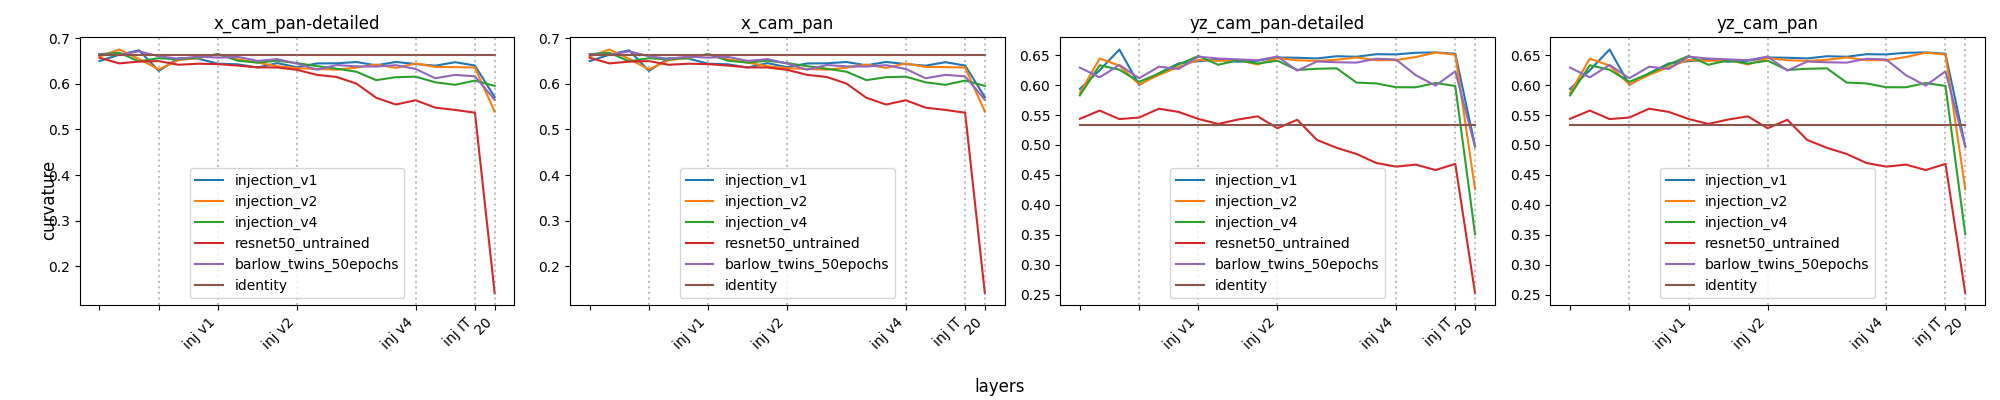 x_cam_pan-detailed
0.7
0.6
0.5
0.4
0.3
0.2
curvature
injection_v1
injection_v2
injection_v4
resnet50_untrained
barlow_twins_50epochs
identity
inj v1
inj v2
inj v4
inj IT
20
x_cam_pan
0.7
0.6
0.5
0.4
0.3
0.2
injection_v1
injection_v2
injection_v4
resnet50_untrained
barlow_twins_50epochs
identity
inj v1
inj v2
inj v4
inj IT
20
yz_cam_pan-detailed
0.65
0.60
0.55
0.50
0.45
0.40
0.35
0.30
0.25
injection_v1
injection_v2
injection_v4
resnet50_untrained
barlow_twins_50epochs
identity
inj v1
inj v2
inj v4
inj IT
20
yz_cam_pan
0.65
0.60
0.55
0.50
0.45
0.40
0.35
0.30
0.25
injection_v1
injection_v2
injection_v4
resnet50_untrained
barlow_twins_50epochs
identity
inj v1
inj v2
inj v4
inj IT
20
layers